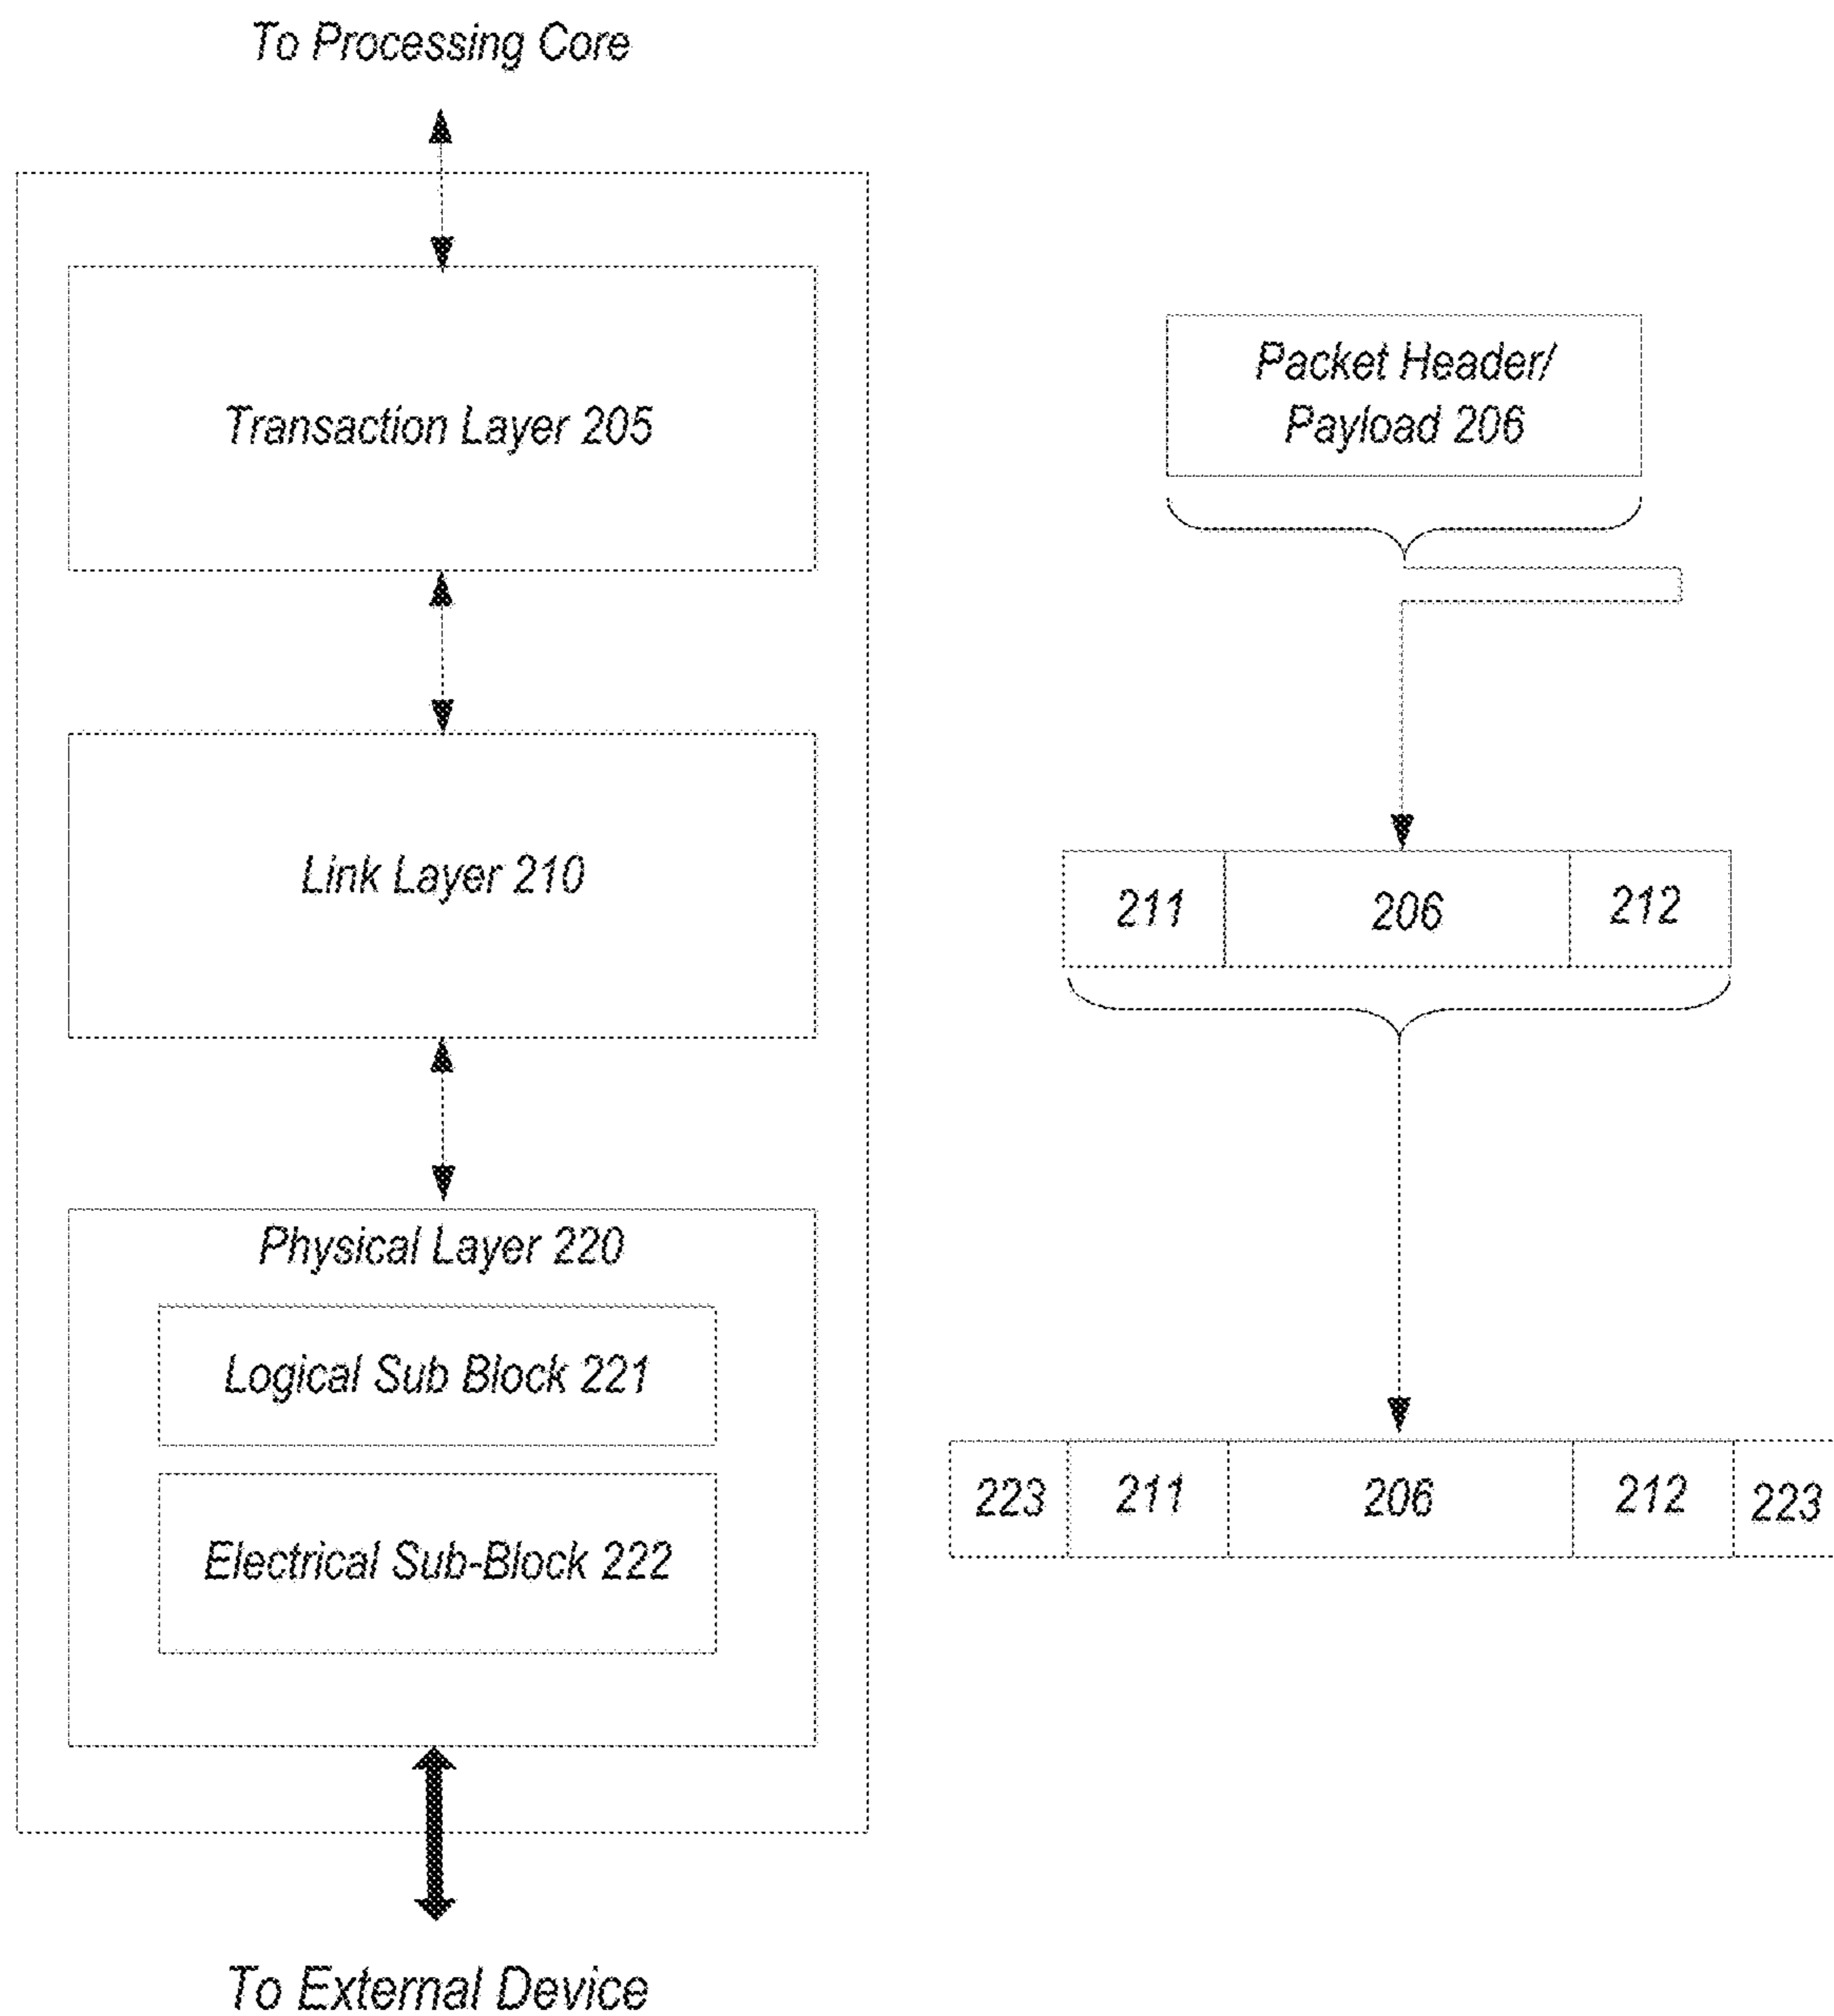 To Processing Core
Transaction Layer 205
Packet Header/
Payload 206
Link Layer 210
211 206 212
Physical Layer 220
Logical Sub Block 221
Electrical Sub-Block 222
223 211 206 212 223
To External Device